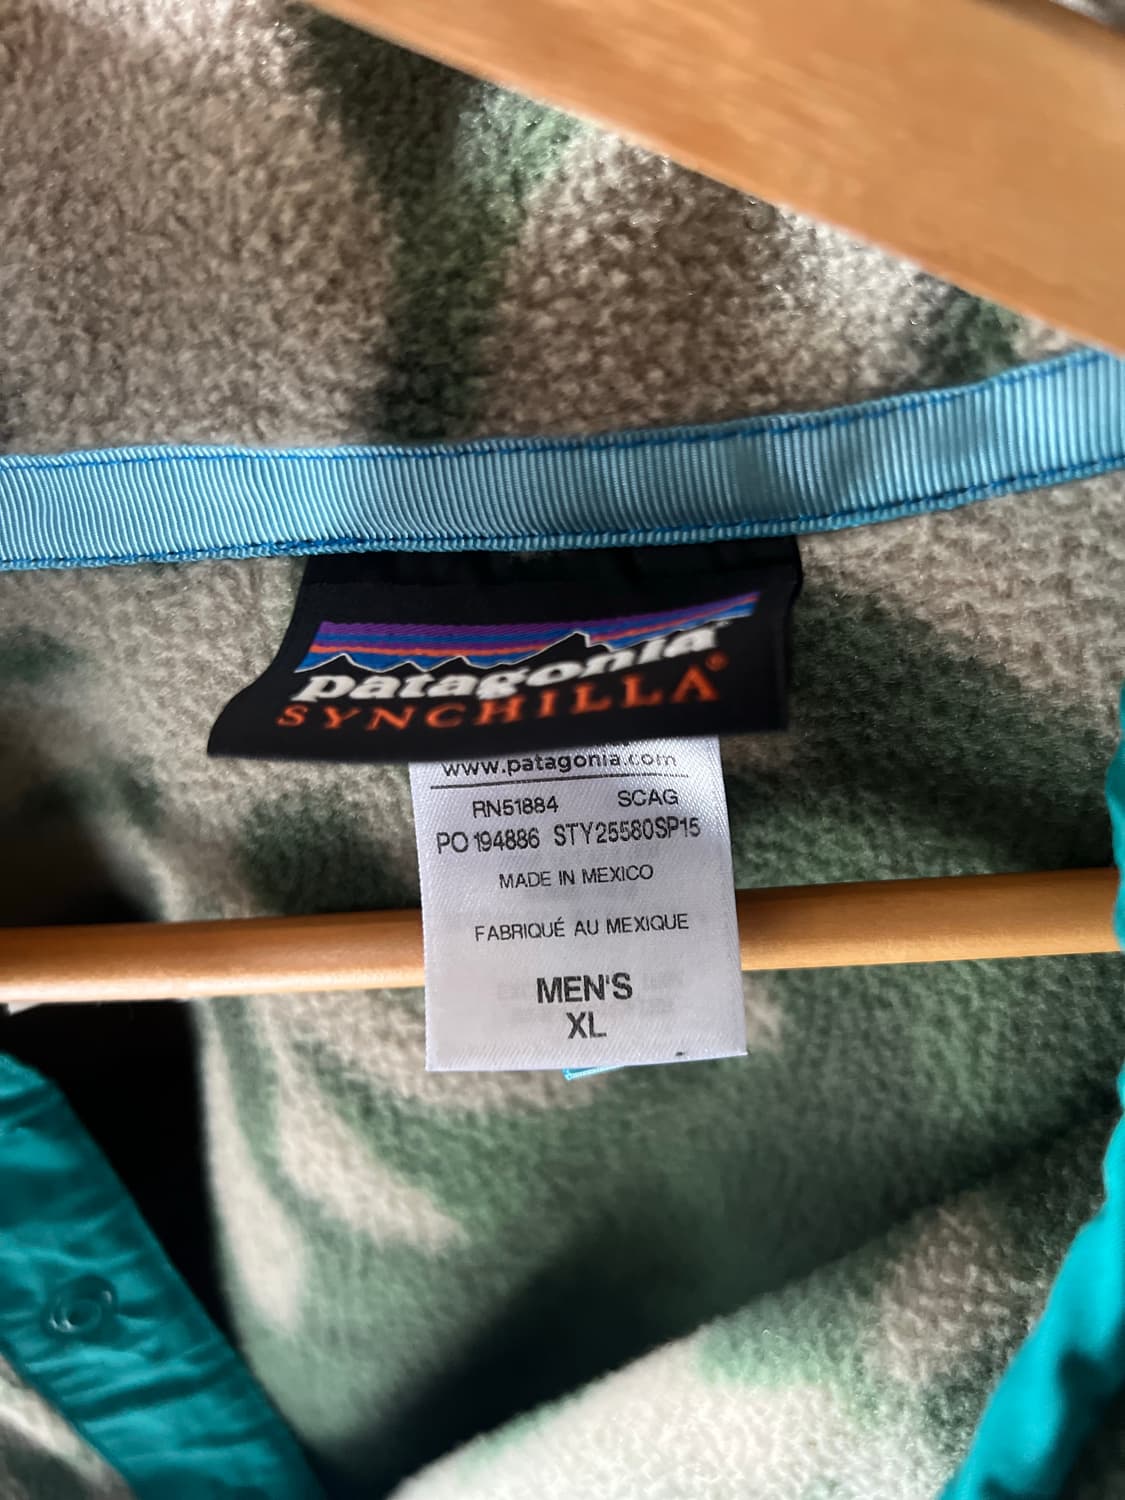 patagonia
SYNCHILLA®
www.patagonia.com
RN51884 SCAG
PO 194886 STY25580SP15
MADE IN MEXICO
FABRIQUÉ AU MEXIQUE
MEN'S
XL